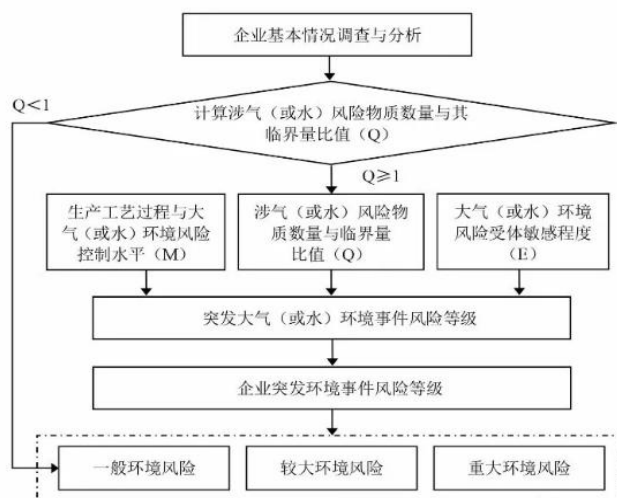 企业基本情况调查与分析
Q＜1
计算涉气（或水）风险物质数量与其
临界量比值（Q）
Q≥1
生产工艺过程与大
气（或水）环境风险
控制水平（M）
涉气（或水）风险物
质数量与临界量
比值（Q）
大气（或水）环境
风险受体敏感程度
（E）
突发大气（或水）环境事件风险等级
企业突发环境事件风险等级
一般环境风险
较大环境风险
重大环境风险